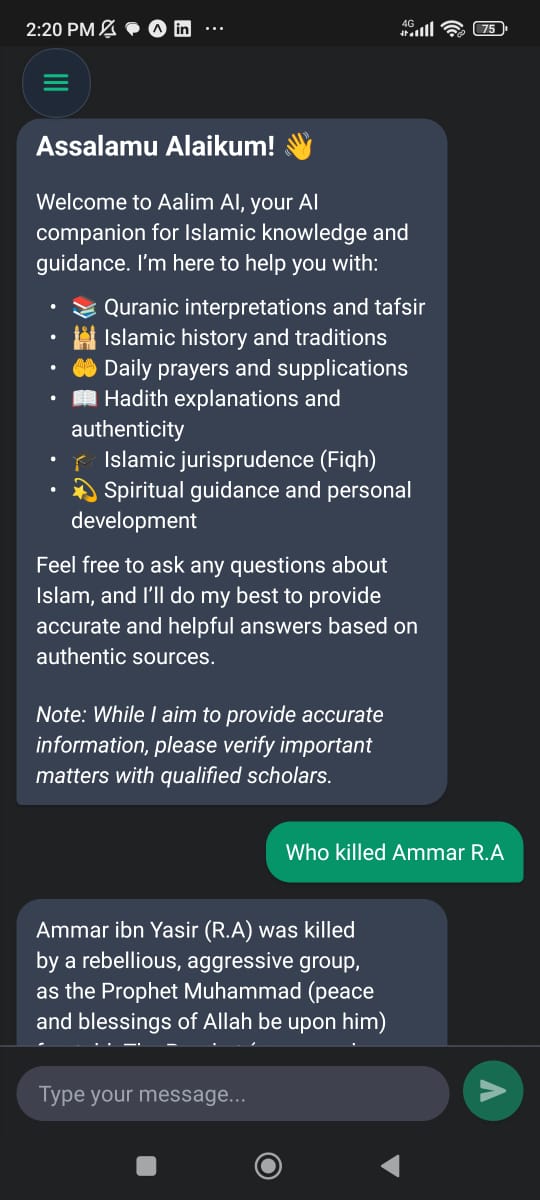 2:20 PM
4G
75
Assalamu Alaikum! 👋
Welcome to Aalim AI, your AI
companion for Islamic knowledge and
guidance. I'm here to help you with:
• 📚 Quranic interpretations and tafsir
• 🕌 Islamic history and traditions
• 🤲 Daily prayers and supplications
• 📖 Hadith explanations and
authenticity
• 🎓 Islamic jurisprudence (Fiqh)
• 💫 Spiritual guidance and personal
development
Feel free to ask any questions about
Islam, and I'll do my best to provide
accurate and helpful answers based on
authentic sources.
Note: While I aim to provide accurate
information, please verify important
matters with qualified scholars.
Who killed Ammar R.A
Ammar ibn Yasir (R.A) was killed
by a rebellious, aggressive group,
as the Prophet Muhammad (peace
and blessings of Allah be upon him)
Type your message...